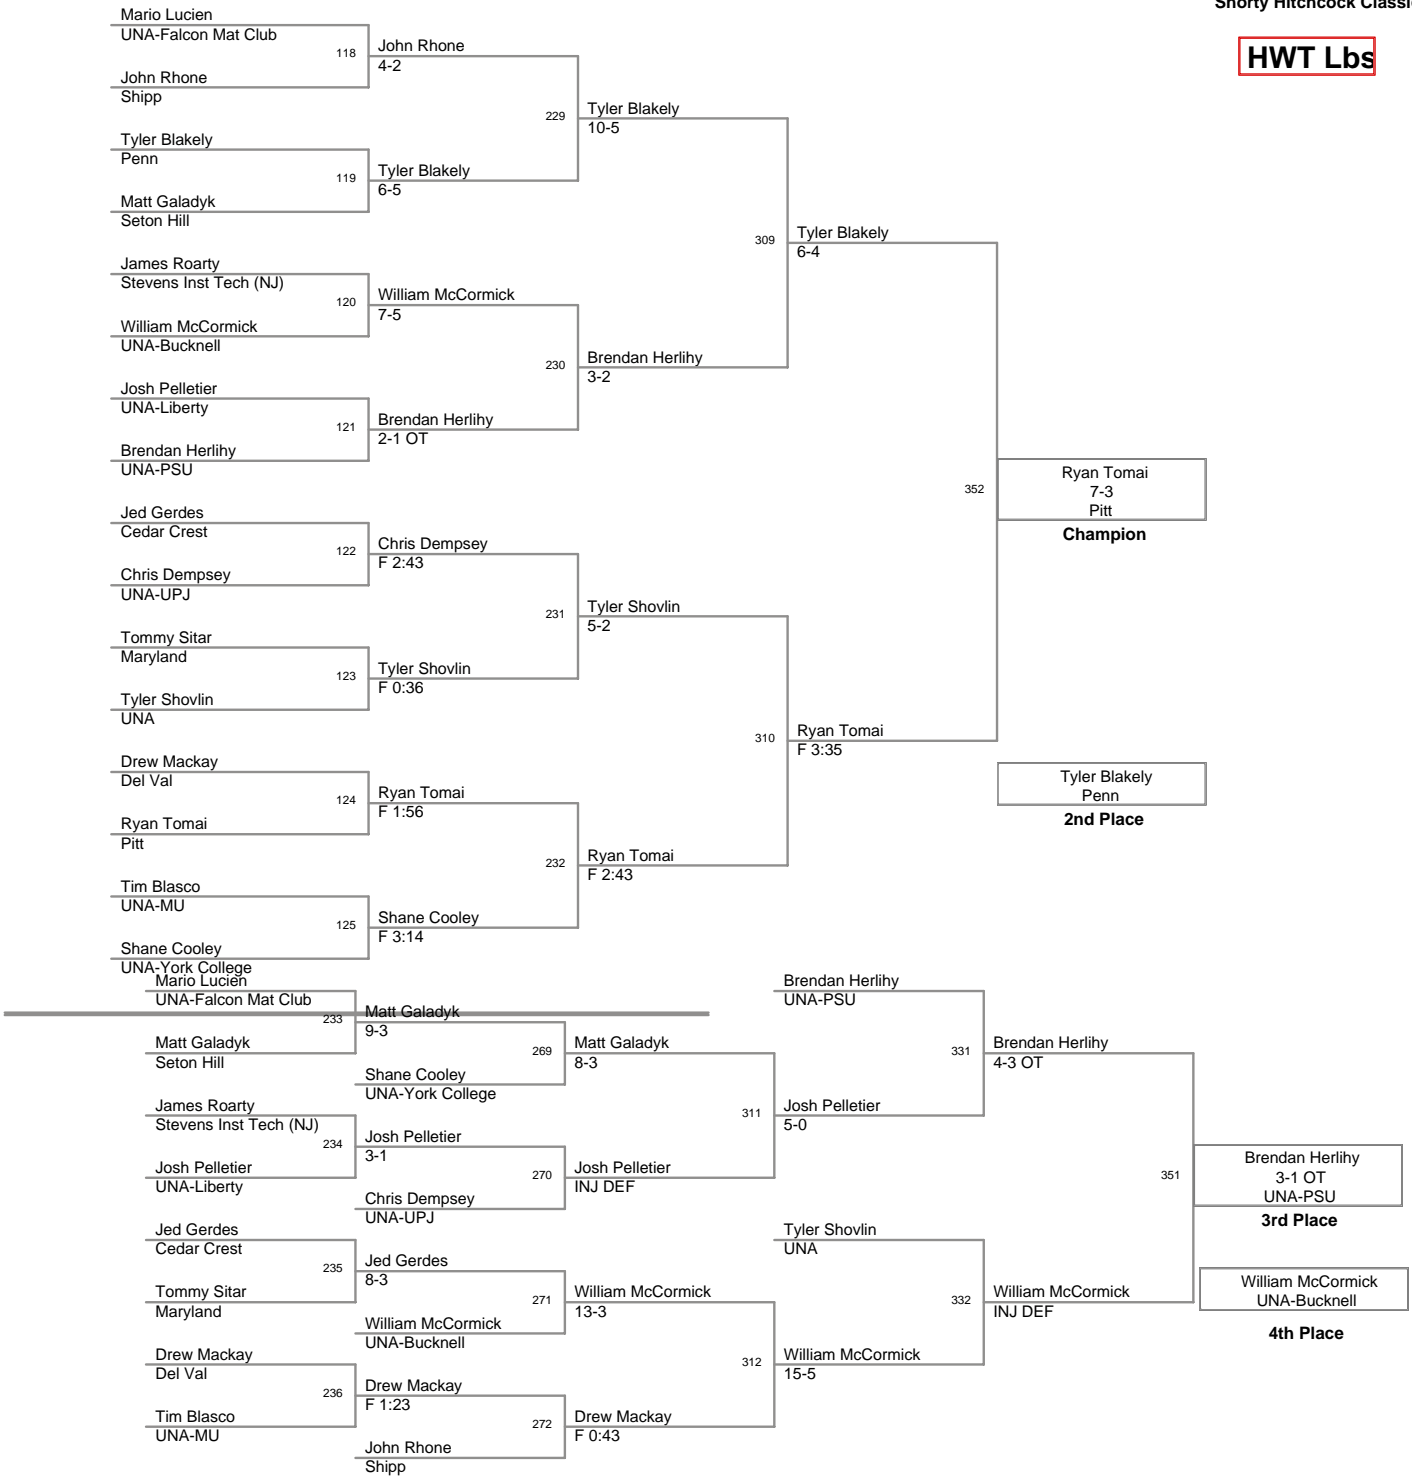 Shorty Hitchcock Classi
HWT Lbs
Mario Lucien
UNA-Falcon Mat Club
118
John Rhone
4-2
John Rhone
Shipp
229
Tyler Blakely
10-5
Tyler Blakely
Penn
119
Tyler Blakely
6-5
Matt Galadyk
Seton Hill
309
Tyler Blakely
6-4
James Roarty
Stevens Inst Tech (NJ)
120
William McCormick
7-5
William McCormick
UNA-Bucknell
230
Brendan Herlihy
3-2
Josh Pelletier
UNA-Liberty
121
Brendan Herlihy
2-1 OT
Brendan Herlihy
UNA-PSU
352
Ryan Tomai
7-3
Pitt
Champion
Jed Gerdes
Cedar Crest
122
Chris Dempsey
F 2:43
Chris Dempsey
UNA-UPJ
231
Tyler Shovlin
5-2
Tommy Sitar
Maryland
123
Tyler Shovlin
F 0:36
Tyler Shovlin
UNA
310
Ryan Tomai
F 3:35
Drew Mackay
Del Val
124
Ryan Tomai
F 1:56
Ryan Tomai
Pitt
Tyler Blakely
Penn
2nd Place
232
Ryan Tomai
F 2:43
Tim Blasco
UNA-MU
125
Shane Cooley
F 3:14
Shane Cooley
UNA-York College
Mario Lucien
UNA-Falcon Mat Club
233
Matt Galadyk
9-3
Matt Galadyk
Seton Hill
269
Matt Galadyk
8-3
Shane Cooley
UNA-York College
Brendan Herlihy
UNA-PSU
331
Brendan Herlihy
4-3 OT
James Roarty
Stevens Inst Tech (NJ)
234
Josh Pelletier
3-1
311
Josh Pelletier
5-0
Josh Pelletier
UNA-Liberty
270
Josh Pelletier
INJ DEF
Chris Dempsey
UNA-UPJ
351
Brendan Herlihy
3-1 OT
UNA-PSU
3rd Place
Jed Gerdes
Cedar Crest
235
Jed Gerdes
8-3
Tommy Sitar
Maryland
271
William McCormick
13-3
William McCormick
UNA-Bucknell
Tyler Shovlin
UNA
332
William McCormick
INJ DEF
William McCormick
UNA-Bucknell
4th Place
Drew Mackay
Del Val
236
Drew Mackay
F 1:23
312
William McCormick
15-5
Tim Blasco
UNA-MU
272
Drew Mackay
F 0:43
John Rhone
Shipp